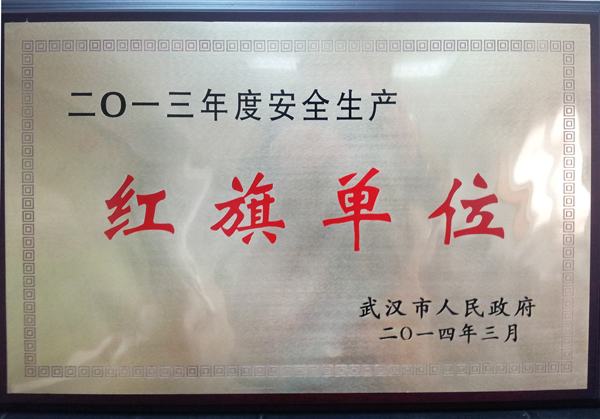 二〇一三年度安全生产
红旗单位
武汉市人民政府
二〇一四年三月